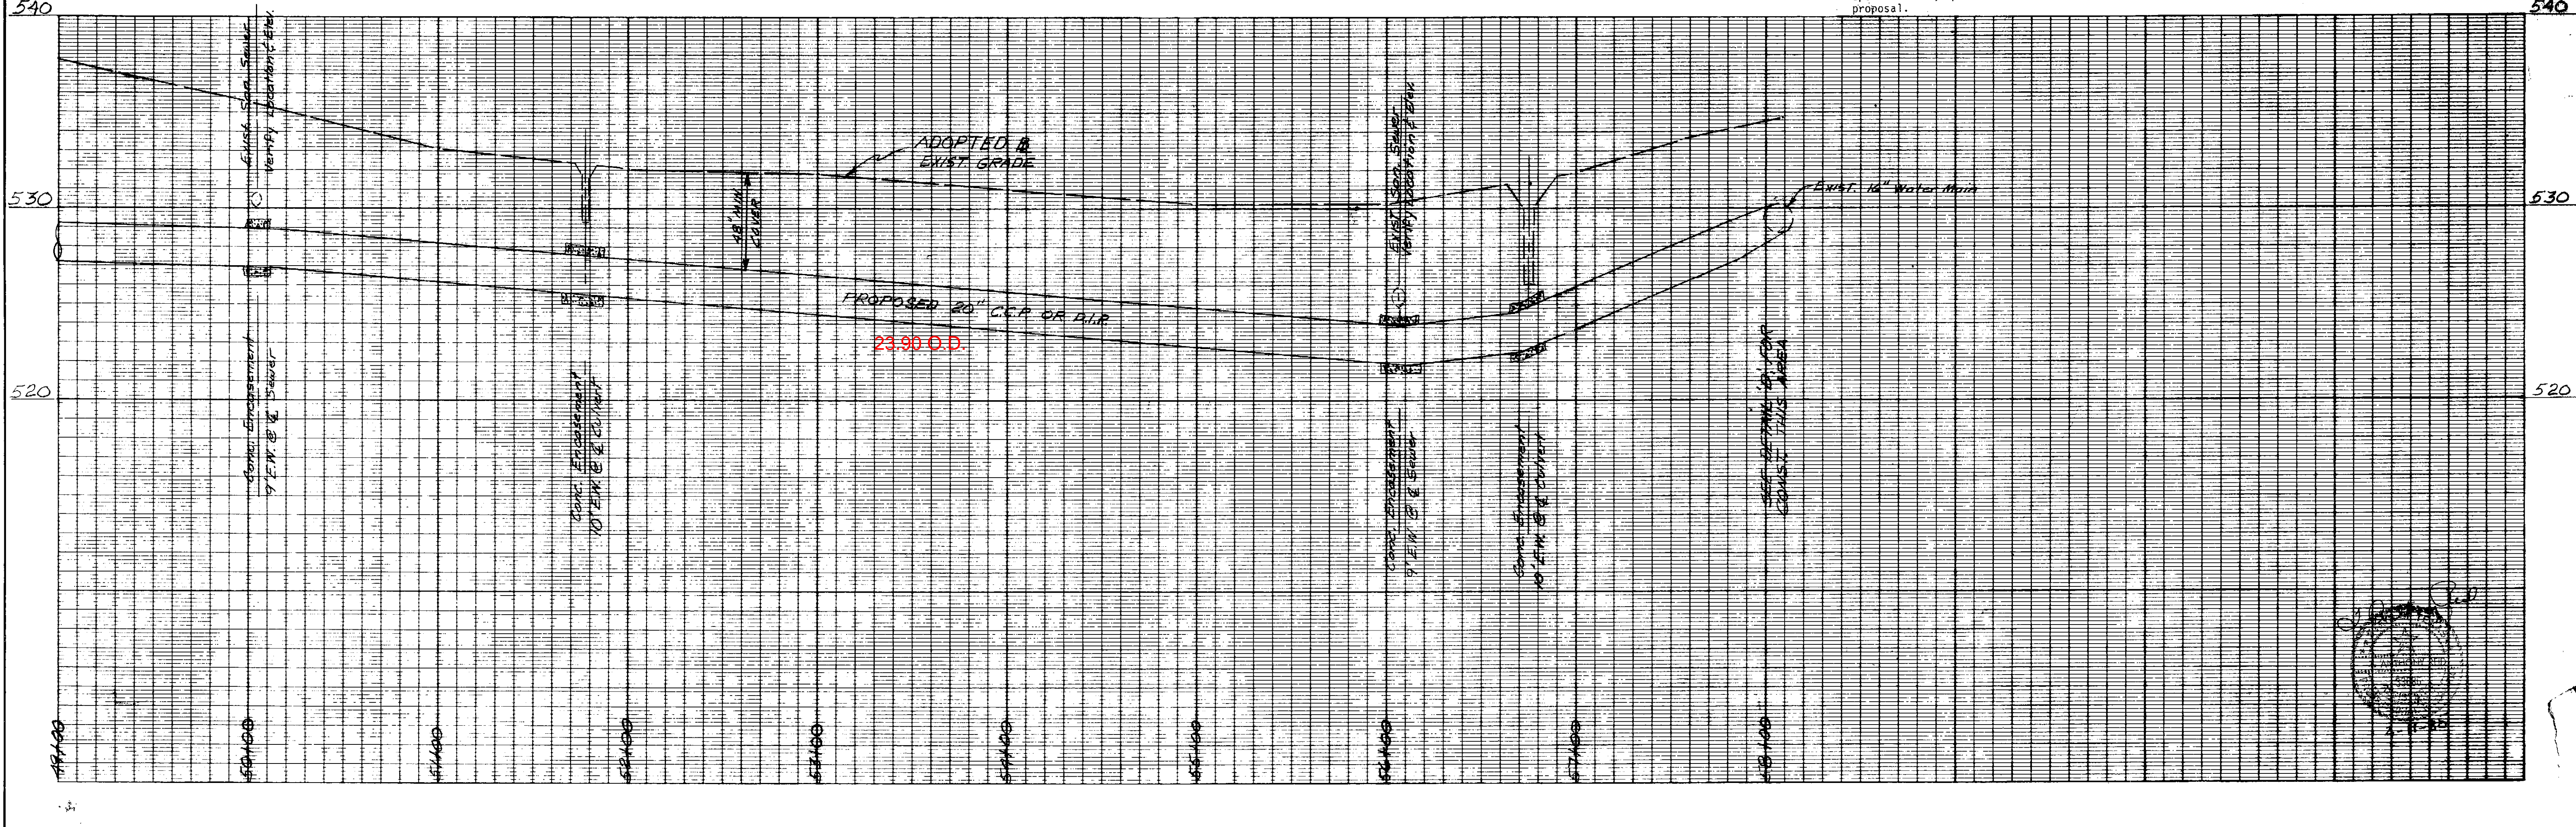 proposal.
540
540
Exist. San. Sewer
Verify Location & Elev.
ADOPTED ℄
EXIST GRADE
48" MIN
COVER
Exist San. Sewer
Verify Location & Elev.
Exist. 16" Water Main
530
530
PROPOSED 20" C.C.P. OR D.I.P.
23.90 O.D.
520
520
Conc. Encasement
9' E.W. @ ℄ Sewer
Conc. Encasement
10' E.W. @ ℄ Culvert
Conc. Encasement
9' E.W. @ ℄ Sewer
Conc. Encasement
10' E.W. @ ℄ Culvert
SEE DETAIL 'B' FOR
CONST. THIS AREA
49+00
50+00
51+00
52+00
53+00
54+00
55+00
56+00
57+00
58+00